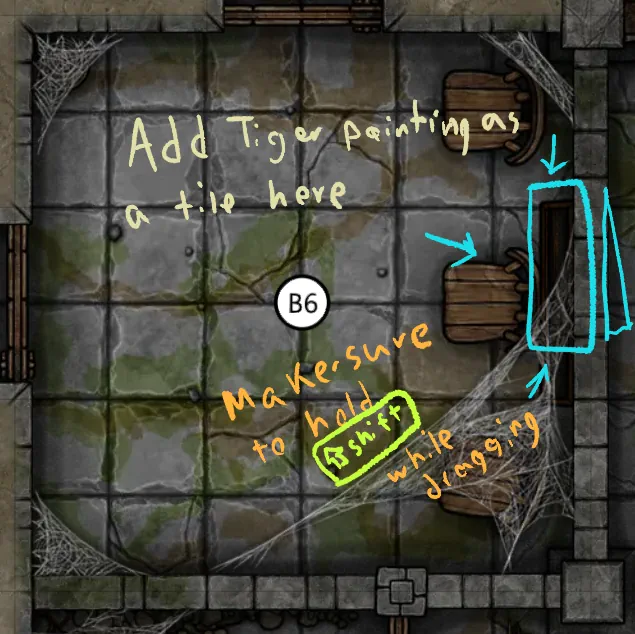 Add Tiger painting as
a tile here
B6
Make sure
to hold
⇧ shift
while
dragging